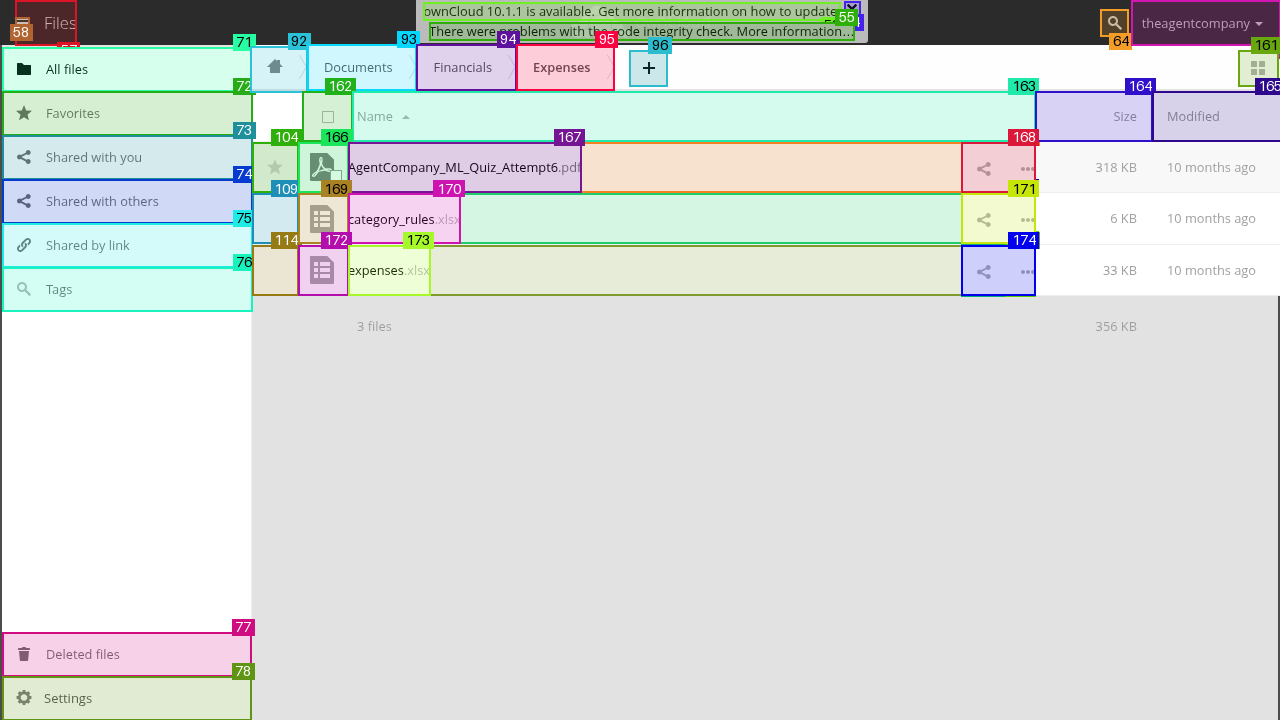 Files
58
ownCloud 10.1.1 is available. Get more information on how to update
There were problems with the code integrity check. More information...
55
64
theagentcompany
71
All files
72
Favorites
73
Shared with you
74
Shared with others
75
Shared by link
76
Tags
77
Deleted files
78
Settings
92
93
Documents
94
Financials
95
Expenses
96
+
161
162
163
Name
164
Size
165
Modified
104
166
167
AgentCompany_ML_Quiz_Attempt6.pdf
168
318 KB
10 months ago
109
169
170
category_rules.xlsx
171
6 KB
10 months ago
114
172
173
expenses.xlsx
174
33 KB
10 months ago
3 files
356 KB